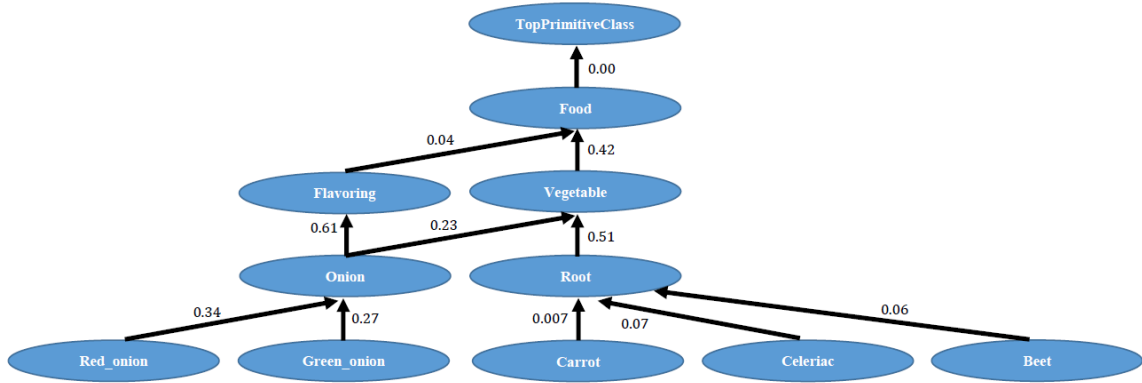 TopPrimitiveClass
0.00
Food
0.04
0.42
Flavoring
Vegetable
0.61
0.23
0.51
Onion
Root
0.34
0.27
0.007
0.07
0.06
Red_onion
Green_onion
Carrot
Celeriac
Beet